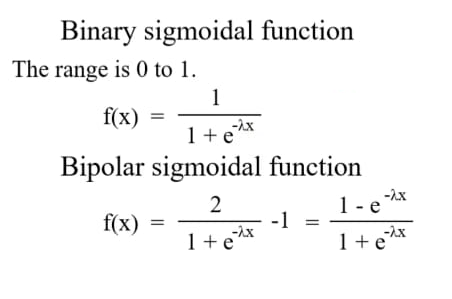 Binary sigmoidal function
The range is 0 to 1.
f(x) = 1 / 1 + e^-λx
Bipolar sigmoidal function
f(x) = 2 / 1 + e^-λx -1 = 1 - e^-λx / 1 + e^-λx